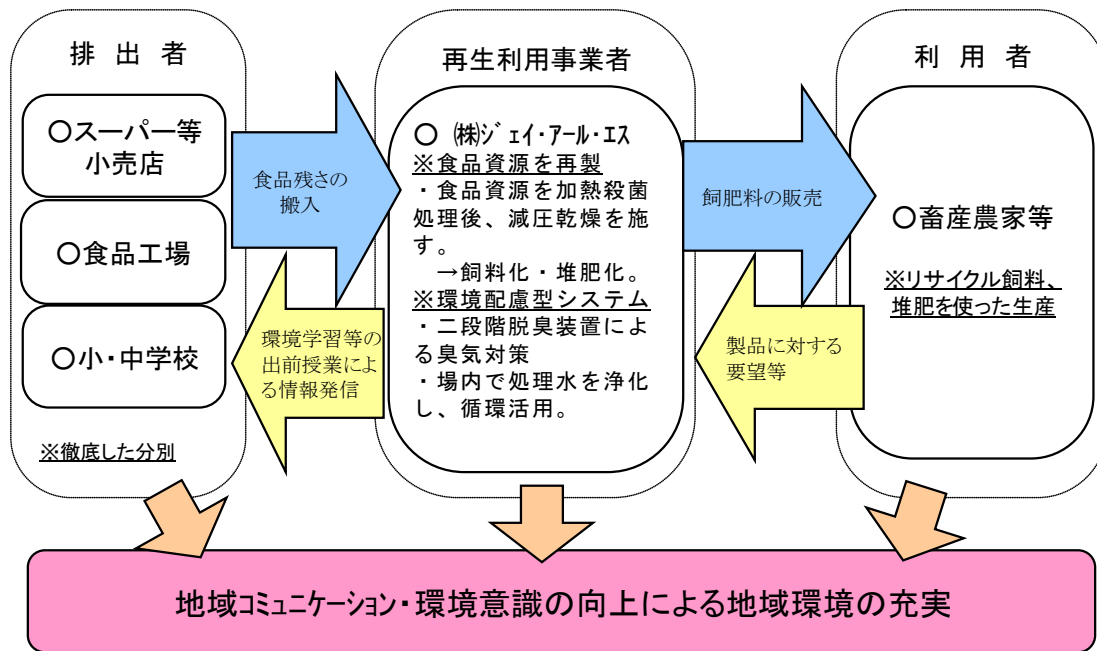 排 出 者
〇スーパー等
小売店
〇食品工場
〇小・中学校
※徹底した分別
食品残さの
搬入
環境学習等の
出前授業によ
る情報発信
再生利用事業者
〇 ㈱ｼﾞｪｲ・ｱｰﾙ・ｴｽ
※食品資源を再製
・食品資源を加熱殺菌
処理後、減圧乾燥を施
す。
→飼料化・堆肥化。
※環境配慮型システム
・二段階脱臭装置によ
る臭気対策
・場内で処理水を浄化
し、循環活用。
飼肥料の販売
製品に対する
要望等
利 用 者
〇畜産農家等
※リサイクル飼料、
堆肥を使った生産
地域ｺﾐｭﾆｹｰｼｮﾝ・環境意識の向上による地域環境の充実